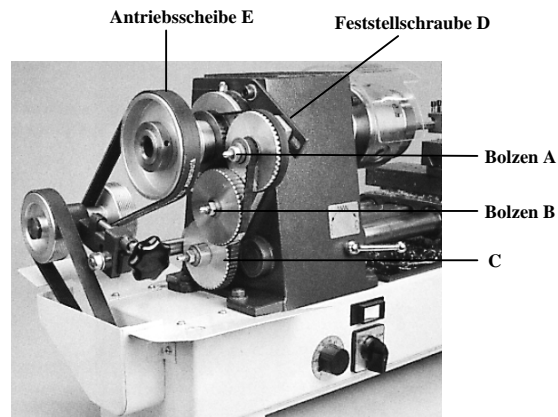 Antriebsscheibe E
Feststellschraube D
Bolzen A
Bolzen B
C